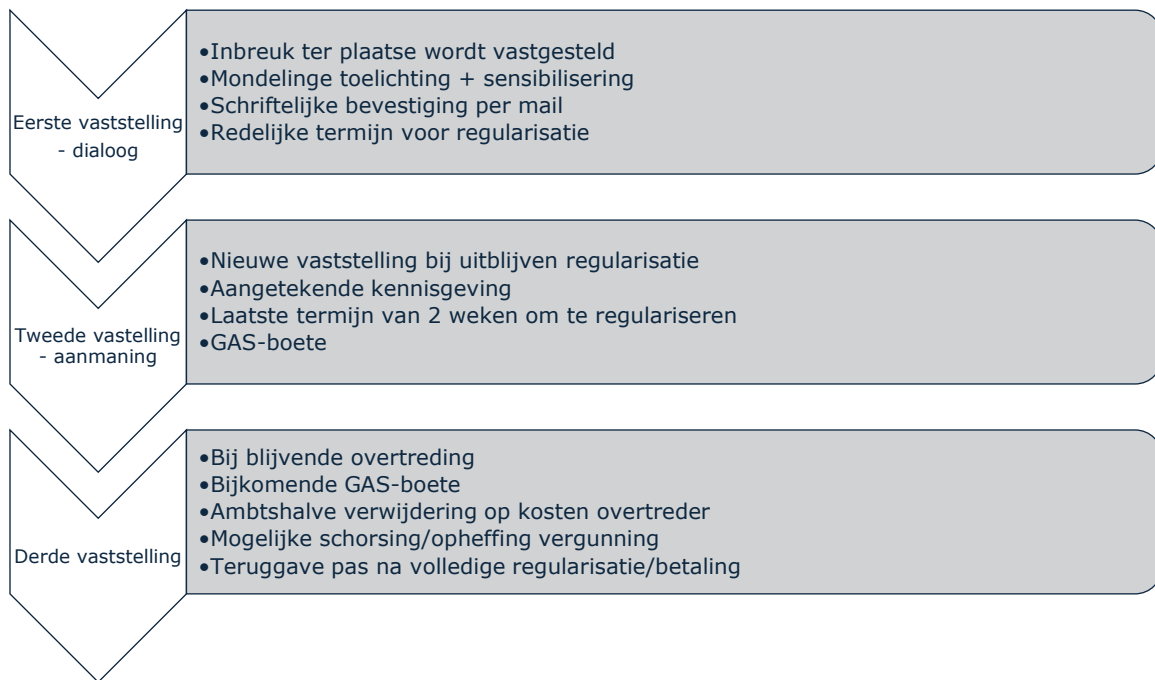 Eerste vaststelling
- dialoog
•Inbreuk ter plaatse wordt vastgesteld
•Mondelinge toelichting + sensibilisering
•Schriftelijke bevestiging per mail
•Redelijke termijn voor regularisatie
Tweede vastelling
- aanmaning
•Nieuwe vaststelling bij uitblijven regularisatie
•Aangetekende kennisgeving
•Laatste termijn van 2 weken om te regulariseren
•GAS-boete
Derde vaststelling
•Bij blijvende overtreding
•Bijkomende GAS-boete
•Ambtshalve verwijdering op kosten overtreder
•Mogelijke schorsing/opheffing vergunning
•Teruggave pas na volledige regularisatie/betaling